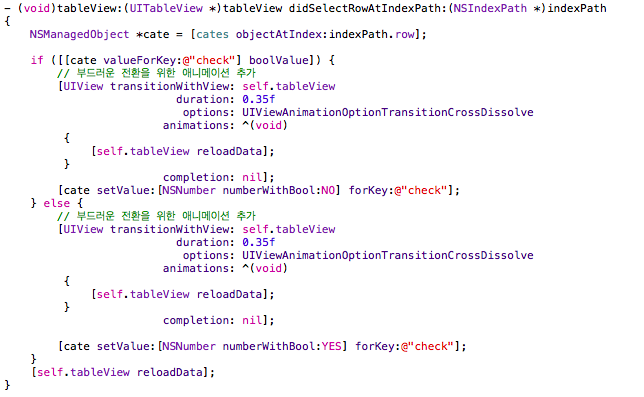 - (void)tableView:(UITableView *)tableView didSelectRowAtIndexPath:(NSIndexPath *)indexPath
{
    NSManagedObject *cate = [cates objectAtIndex:indexPath.row];

    if ([[cate valueForKey:@"check"] boolValue]) {
        // 부드러운 전환을 위한 애니메이션 추가
        [UIView transitionWithView: self.tableView
                          duration: 0.35f
                           options: UIViewAnimationOptionTransitionCrossDissolve
                        animations: ^(void)
         {
             [self.tableView reloadData];
         }
                        completion: nil];
        [cate setValue:[NSNumber numberWithBool:NO] forKey:@"check"];
    } else {
        // 부드러운 전환을 위한 애니메이션 추가
        [UIView transitionWithView: self.tableView
                          duration: 0.35f
                           options: UIViewAnimationOptionTransitionCrossDissolve
                        animations: ^(void)
         {
             [self.tableView reloadData];
         }
                        completion: nil];

        [cate setValue:[NSNumber numberWithBool:YES] forKey:@"check"];
    }
    [self.tableView reloadData];
}